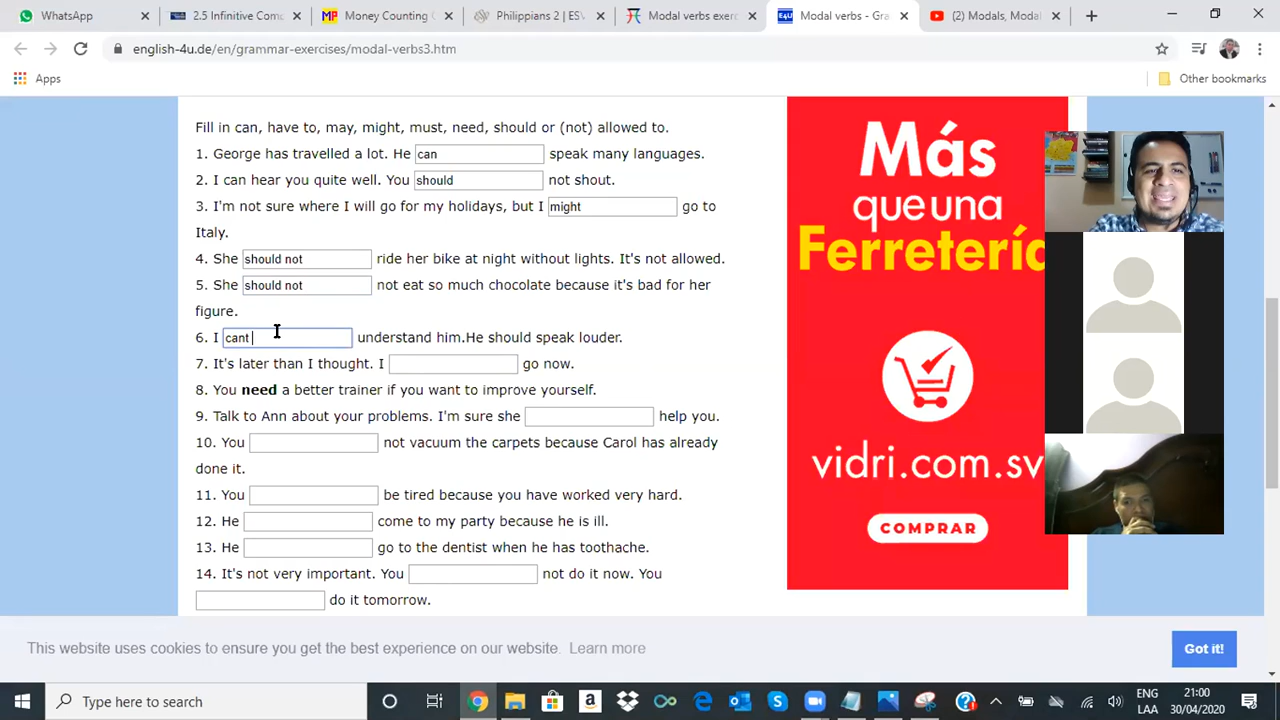 WhatsApp
2.5 Infinitive Com
Money Counting
Philippians 2 | ES
Modal verbs exerc
Modal verbs - Gra
(2) Modals, Modal
english-4u.de/en/grammar-exercises/modal-verbs3.htm
Apps
Other bookmarks
Fill in can, have to, may, might, must, need, should or (not) allowed to.
1. George has travelled a lot. He can speak many languages.
2. I can hear you quite well. You should not shout.
3. I'm not sure where I will go for my holidays, but I might go to
Italy.
4. She should not ride her bike at night without lights. It's not allowed.
5. She should not not eat so much chocolate because it's bad for her
figure.
6. I cant understand him.He should speak louder.
7. It's later than I thought. I go now.
8. You need a better trainer if you want to improve yourself.
9. Talk to Ann about your problems. I'm sure she help you.
10. You not vacuum the carpets because Carol has already
done it.
11. You be tired because you have worked very hard.
12. He come to my party because he is ill.
13. He go to the dentist when he has toothache.
14. It's not very important. You not do it now. You
do it tomorrow.
Más
que una
Ferretería
vidri.com.sv
COMPRAR
This website uses cookies to ensure you get the best experience on our website. Learn more
Got it!
Type here to search
ENG
LAA
21:00
30/04/2020